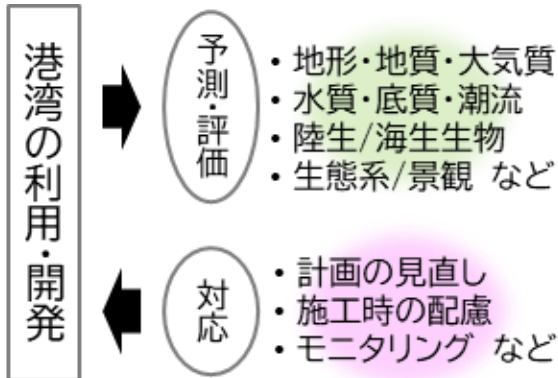 港湾の利用・開発
予測・評価
・地形・地質・大気質
・水質・底質・潮流
・陸生/海生生物
・生態系/景観 など
対応
・計画の見直し
・施工時の配慮
・モニタリング など